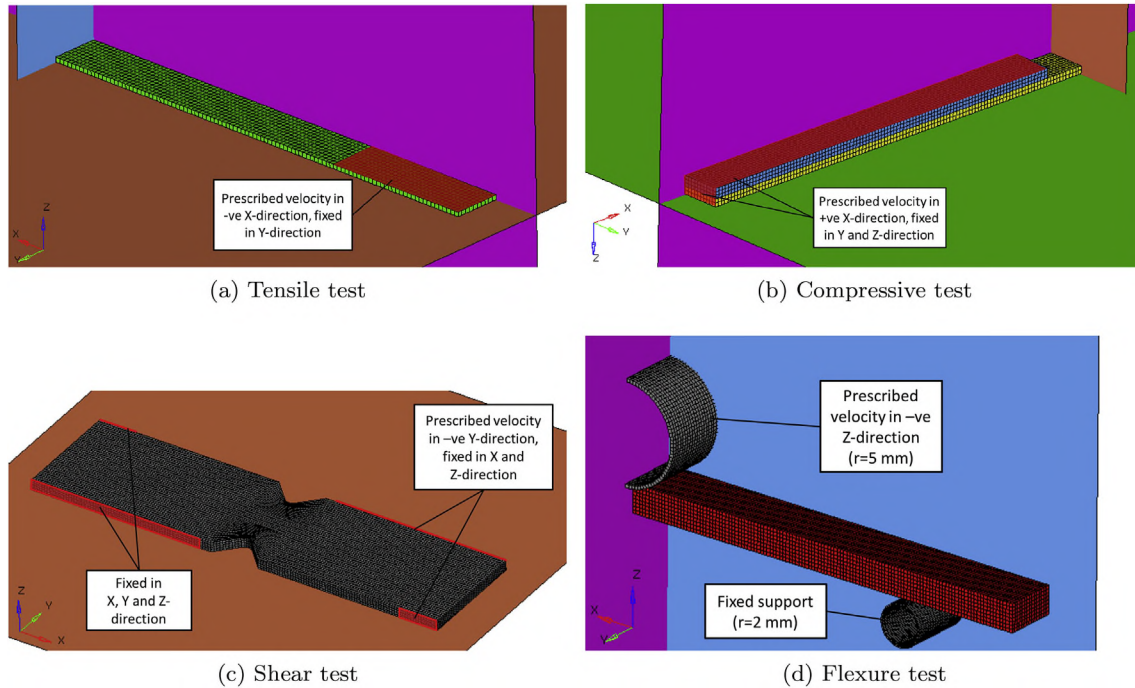 Prescribed velocity in
-ve X-direction, fixed
in Y-direction
Z
X
Y
(a) Tensile test
Prescribed velocity in
+ve X-direction, fixed
in Y and Z-direction
X
Y
Z
(b) Compressive test
Prescribed velocity
in –ve Y-direction,
fixed in X and
Z-direction
Fixed in
X, Y and Z-
direction
Z
Y
X
(c) Shear test
Prescribed
velocity in –ve
Z-direction
(r=5 mm)
Fixed support
(r=2 mm)
Z
X
Y
(d) Flexure test